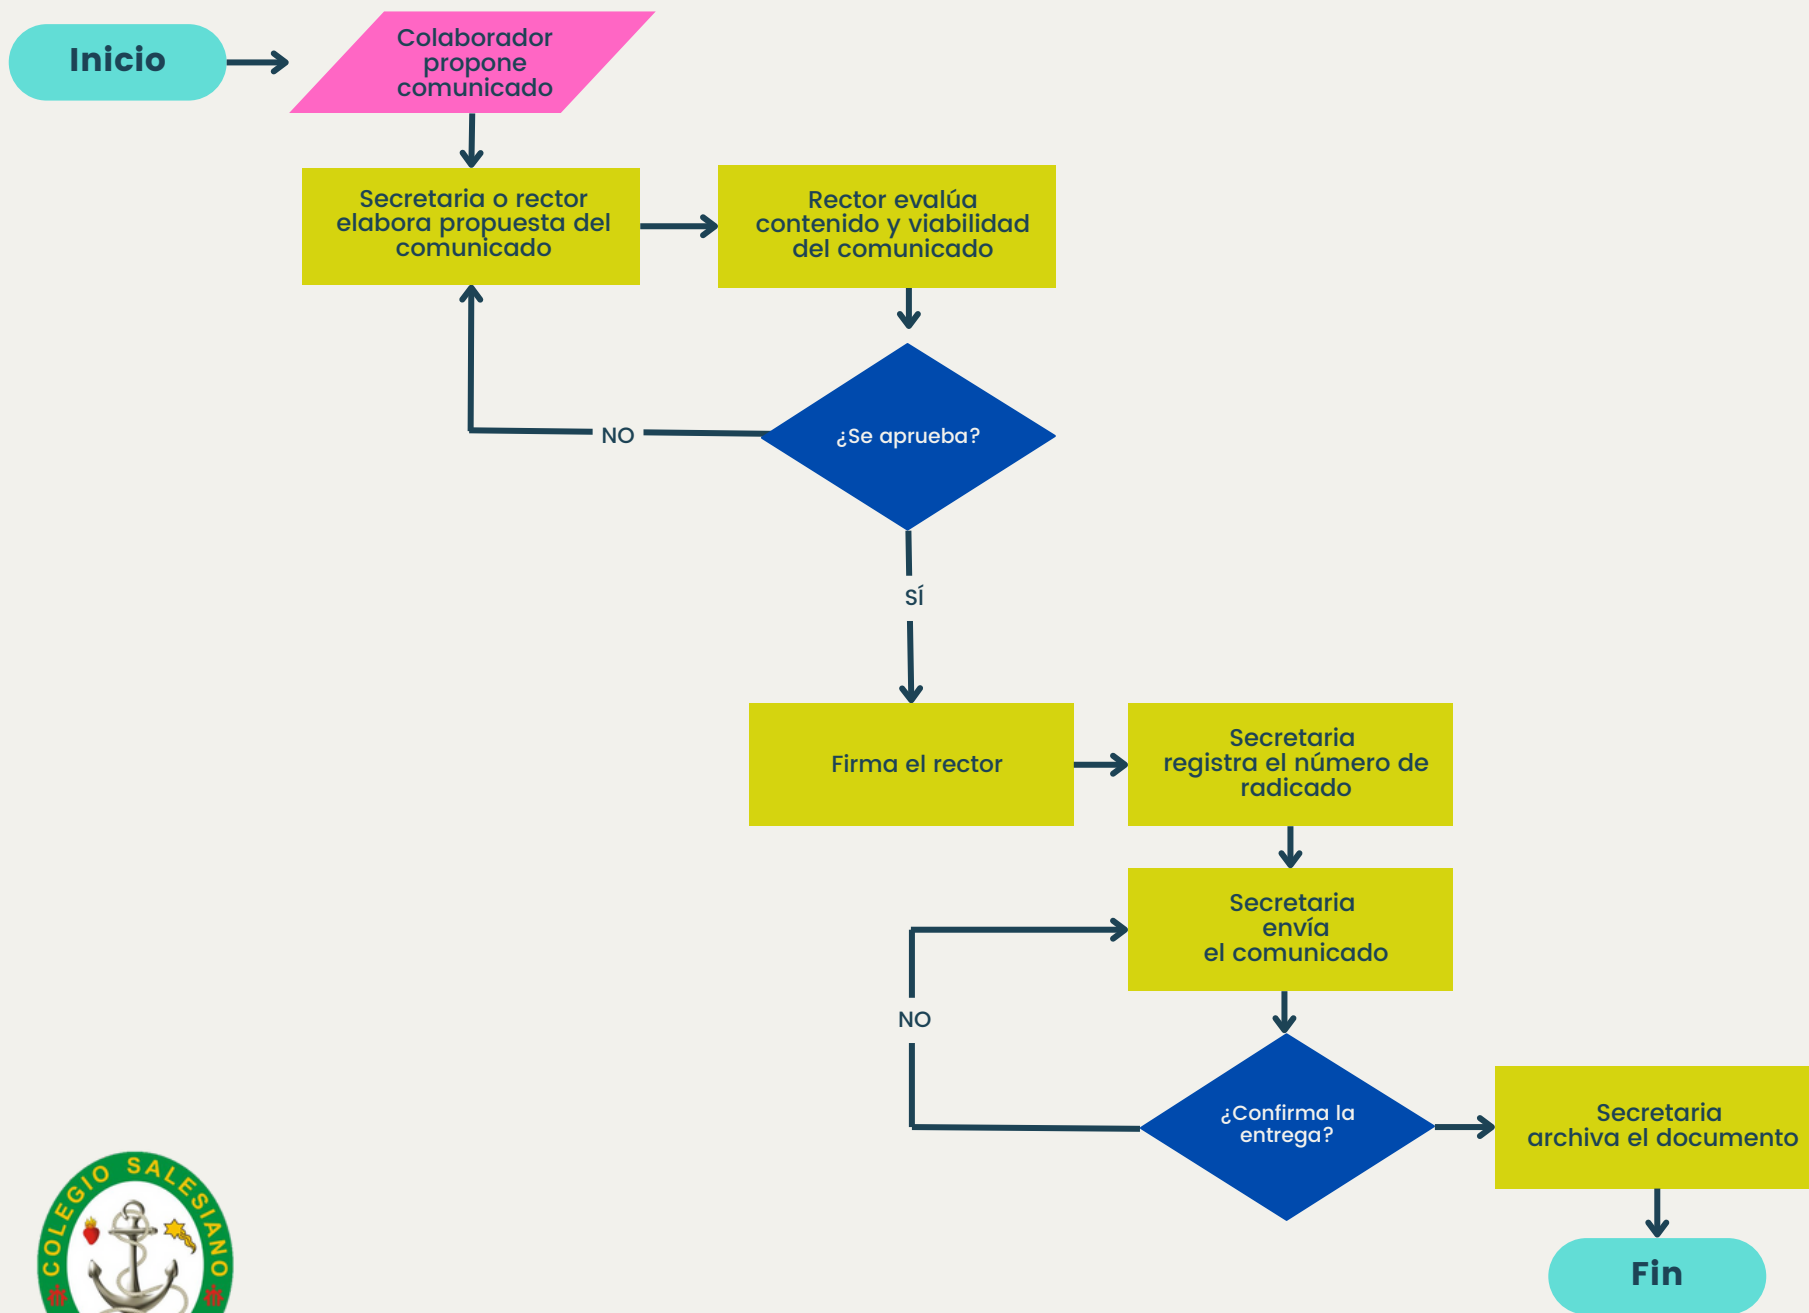 Inicio
Colaborador
propone
comunicado
Secretaria o rector
elabora propuesta del
comunicado
Rector evalúa
contenido y viabilidad
del comunicado
¿Se aprueba?
NO
SÍ
Firma el rector
Secretaria
registra el número de
radicado
Secretaria
envía
el comunicado
NO
¿Confirma la
entrega?
Secretaria
archiva el documento
Fin
COLEGIO SALESIANO